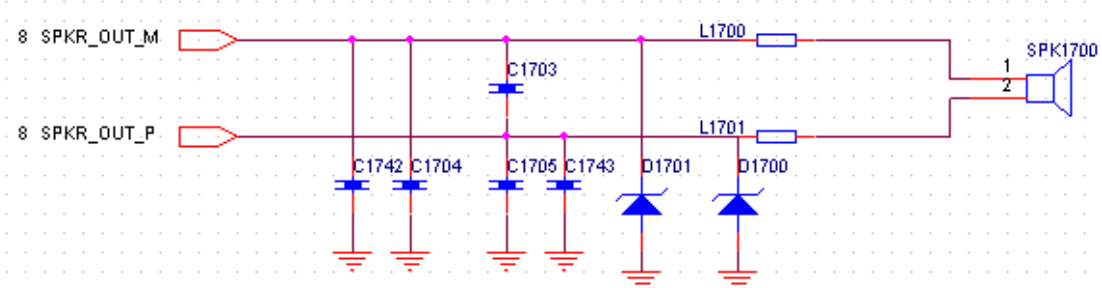 8 SPKR_OUT_M
L1700
SPK1700
C1703
1
2
8 SPKR_OUT_P
L1701
C1742 C1704 C1705 C1743 D1701 D1700